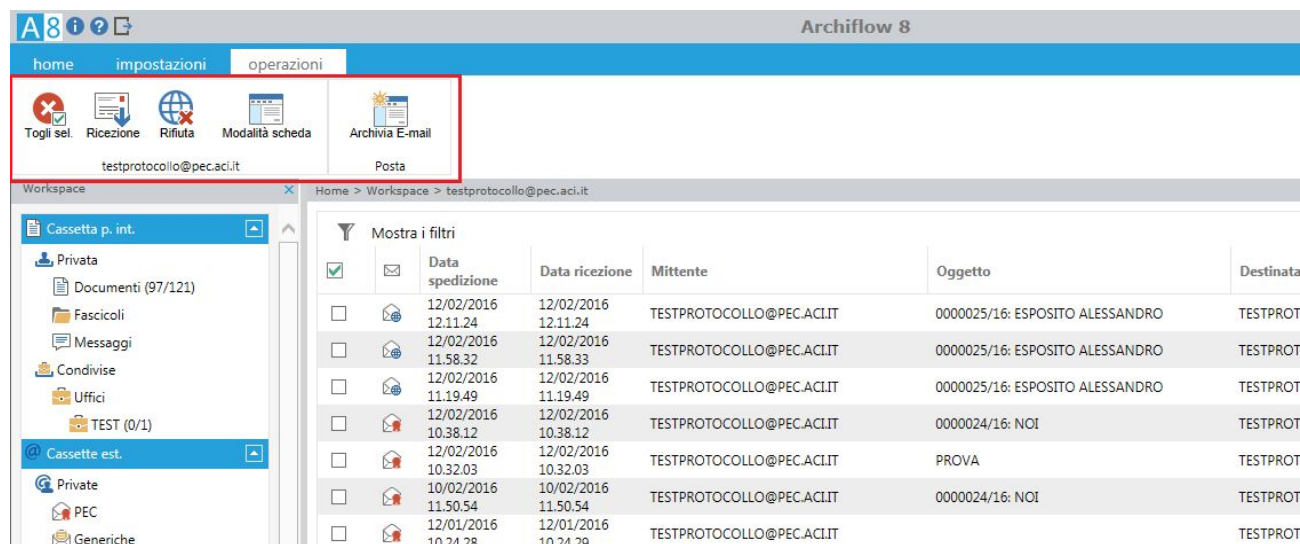 A8 Archiflow 8
home impostazioni operazioni
Togli sel. Ricezione Rifiuta Modalità scheda Archivia E-mail
testprotocollo@pec.aci.it Posta
Workspace Home > Workspace > testprotocollo@pec.aci.it
Cassetta p. int. Mostra i filtri
Privata
Documenti (97/121)
Fascicoli
Messaggi
Condivise
Uffici
TEST (0/1)
Cassette est.
Private
PEC
Generiche
Data spedizione Data ricezione Mittente Oggetto Destinata
12/02/2016 12.11.24 12/02/2016 12.11.24 TESTPROTOCOLLO@PEC.ACI.IT 0000025/16: ESPOSITO ALESSANDRO TESTPROT
12/02/2016 11.58.32 12/02/2016 11.58.33 TESTPROTOCOLLO@PEC.ACI.IT 0000025/16: ESPOSITO ALESSANDRO TESTPROT
12/02/2016 11.19.49 12/02/2016 11.19.49 TESTPROTOCOLLO@PEC.ACI.IT 0000025/16: ESPOSITO ALESSANDRO TESTPROT
12/02/2016 10.38.12 12/02/2016 10.38.12 TESTPROTOCOLLO@PEC.ACI.IT 0000024/16: NOI TESTPROT
12/02/2016 10.32.03 12/02/2016 10.32.03 TESTPROTOCOLLO@PEC.ACI.IT PROVA TESTPROT
10/02/2016 11.50.54 10/02/2016 11.50.54 TESTPROTOCOLLO@PEC.ACI.IT 0000024/16: NOI TESTPROT
12/01/2016 10.24.28 12/01/2016 10.24.29 TESTPROTOCOLLO@PEC.ACI.IT TESTPROT